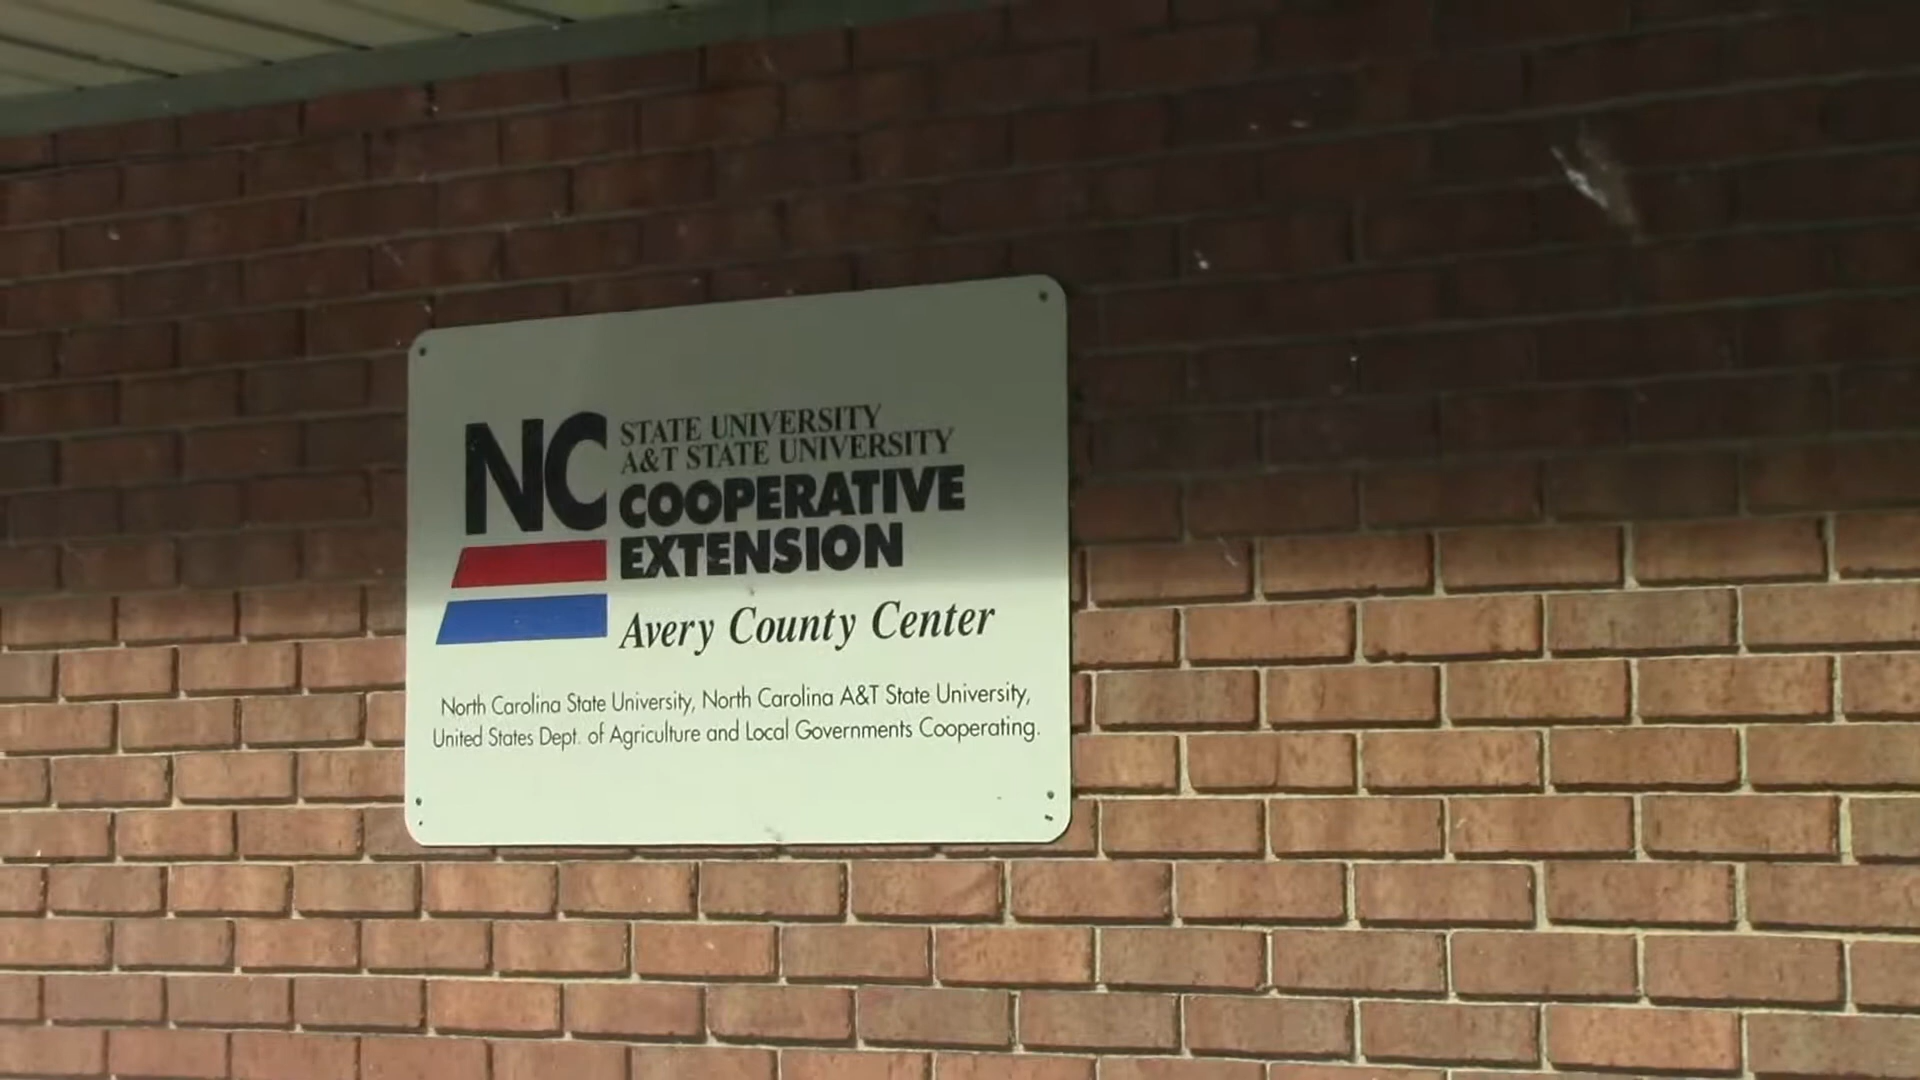 NC STATE UNIVERSITY
A&T STATE UNIVERSITY
COOPERATIVE
EXTENSION
Avery County Center
North Carolina State University, North Carolina A&T State University,
United States Dept. of Agriculture and Local Governments Cooperating.